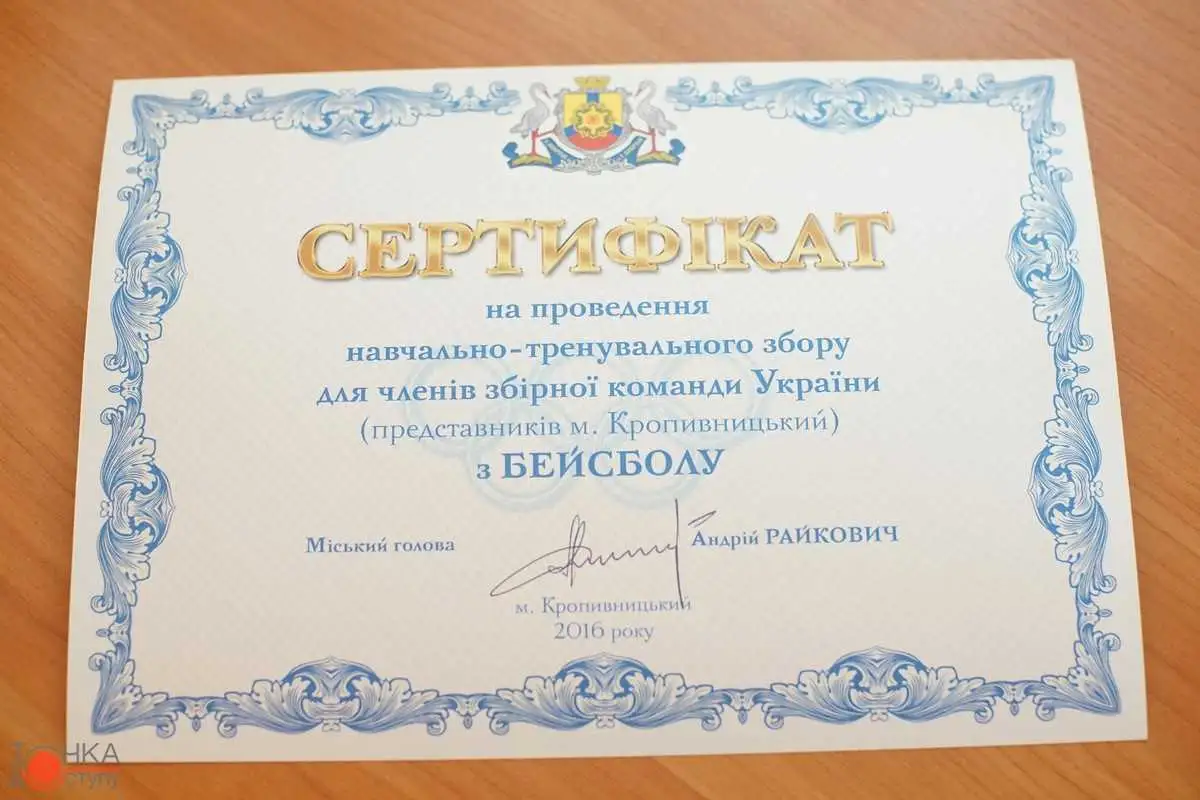 СЕРТИФІКАТ
на проведення
навчально-тренувального збору
для членів збірної команди України
(представників м. Кропивницький)
з БЕЙСБОЛУ
Міський голова
Андрій РАЙКОВИЧ
м. Кропивницький
2016 року